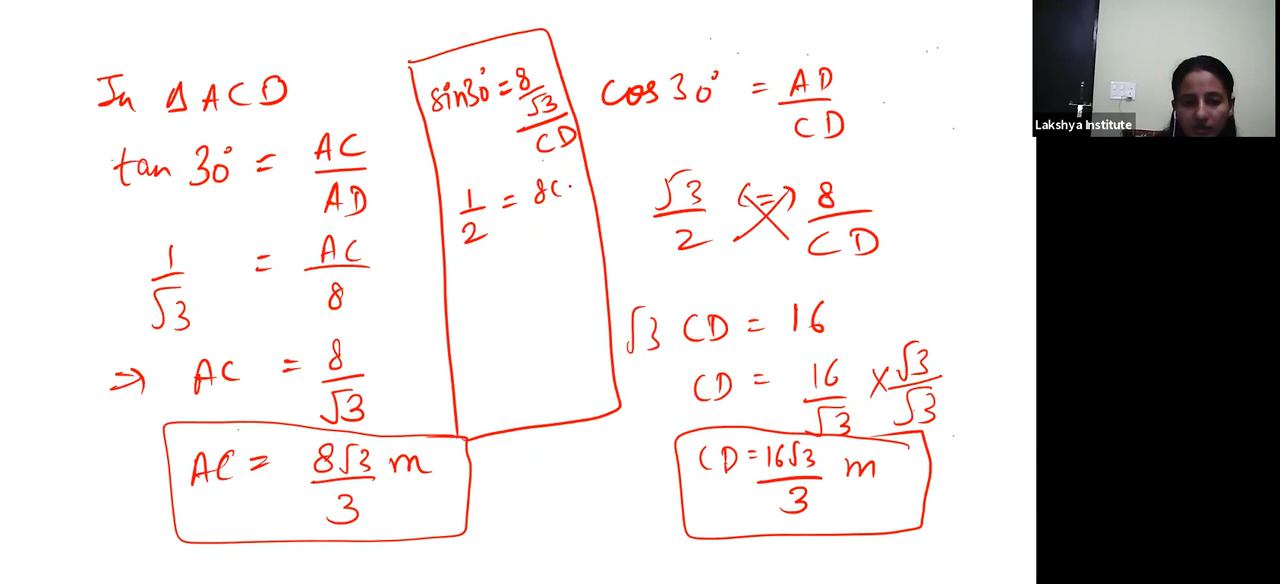 In Δ ACD
tan 30° = AC/AD
1/√3 = AC/8
⇒ AC = 8/√3
AC = 8√3/3 m
sin30° = 8/√3/CD
1/2 = 8c.
cos 30° = AD/CD
√3/2 = 8/CD
√3 CD = 16
CD = 16/√3 × √3/√3
CD = 16√3/3 m
Lakshya Institute